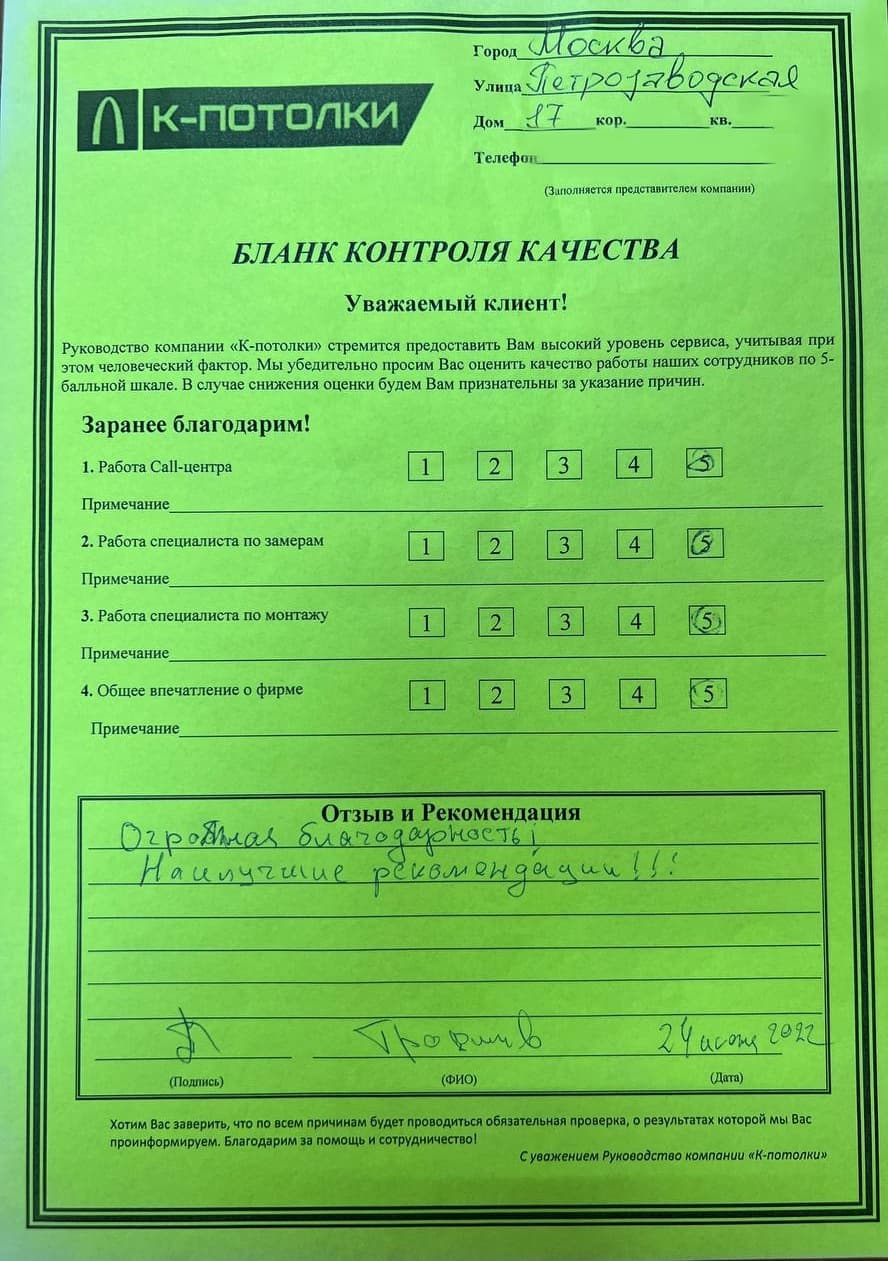 Город Москва
Улица Петрозаводская
Дом 17 кор. кв.
К-ПОТОЛКИ
Телефон
(Заполняется представителем компании)
БЛАНК КОНТРОЛЯ КАЧЕСТВА
Уважаемый клиент!
Руководство компании «К-потолки» стремится предоставить Вам высокий уровень сервиса, учитывая при
этом человеческий фактор. Мы убедительно просим Вас оценить качество работы наших сотрудников по 5-
балльной шкале. В случае снижения оценки будем Вам признательны за указание причин.
Заранее благодарим!
1. Работа Call-центра 1 2 3 4 5
Примечание
2. Работа специалиста по замерам 1 2 3 4 5
Примечание
3. Работа специалиста по монтажу 1 2 3 4 5
Примечание
4. Общее впечатление о фирме 1 2 3 4 5
Примечание
Отзыв и Рекомендация
Огромная благодарность!
Наилучшие рекомендации!!!
24 2022
(Подпись) (ФИО) (Дата)
Хотим Вас заверить, что по всем причинам будет проводиться обязательная проверка, о результатах которой мы Вас
проинформируем. Благодарим за помощь и сотрудничество!
С уважением Руководство компании «К-потолки»